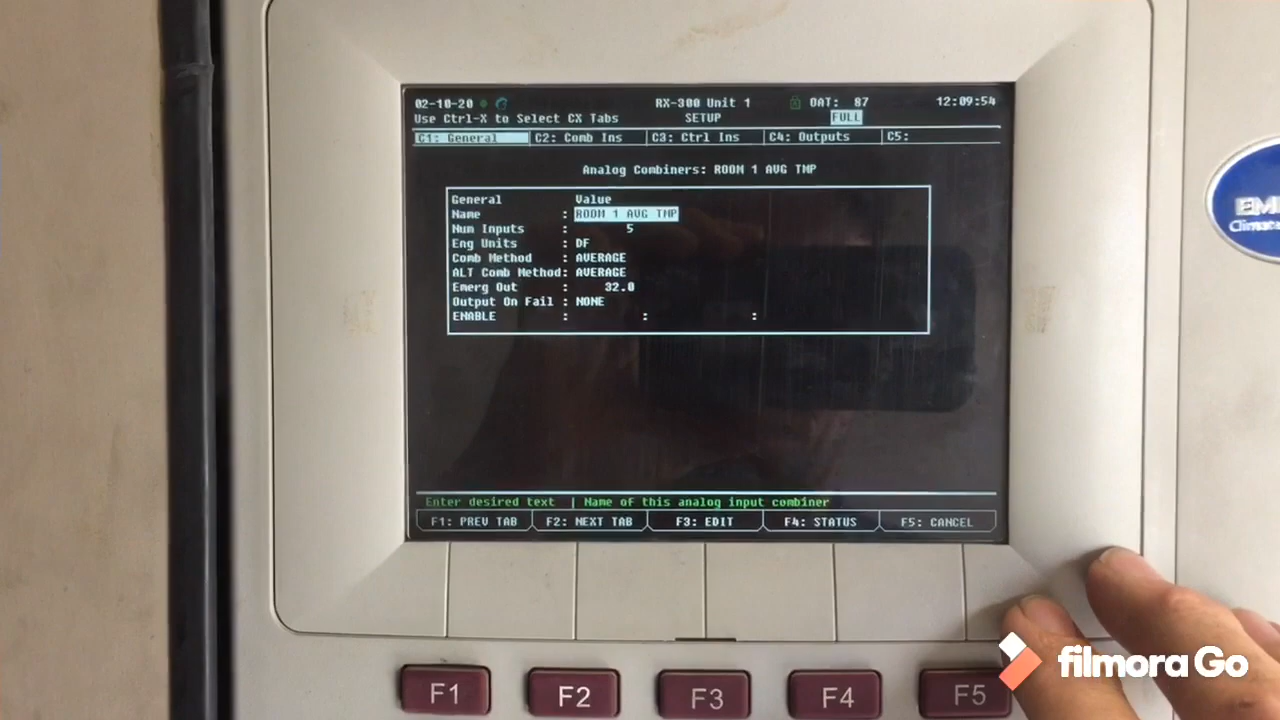 02-10-20 RX-300 Unit 1 OAT: 87 12:09:54
Use Ctrl-X to Select CX Tabs SETUP FULL
C1: General C2: Comb Ins C3: Ctrl Ins C4: Outputs C5:
Analog Combiners: ROOM 1 AVG TMP
General Value
Name : ROOM 1 AVG TMP
Num Inputs : 5
Eng Units : DF
Comb Method : AVERAGE
ALT Comb Method: AVERAGE
Emerg Out : 32.0
Output On Fail : NONE
ENABLE : : :
Enter desired text | Name of this analog input combiner
F1: PREV TAB F2: NEXT TAB F3: EDIT F4: STATUS F5: CANCEL
F1 F2 F3 F4 F5
filmora Go